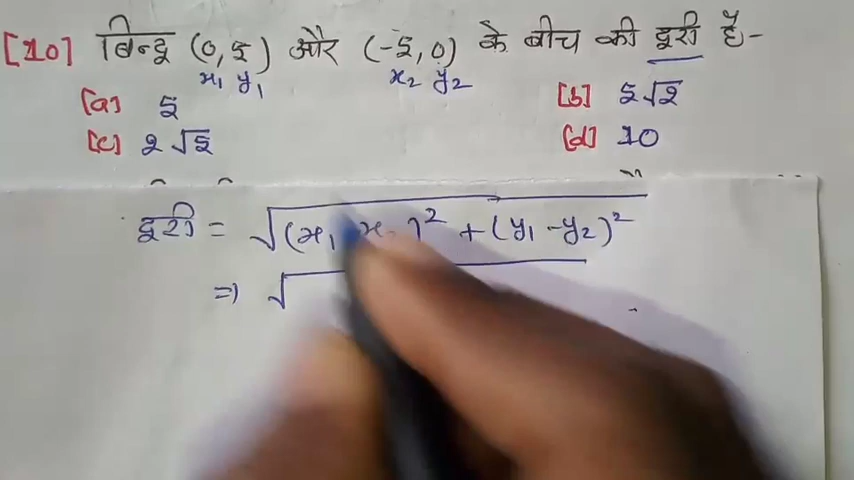 [10] बिन्दु (0, 5) और (-5, 0) के बीच की दूरी है-
x₁ y₁ x₂ y₂
[a] 5 [b] 5√2
[c] 2√5 [d] 10
दूरी = √(x₁ x₂)² + (y₁ - y₂)²
⇒ √